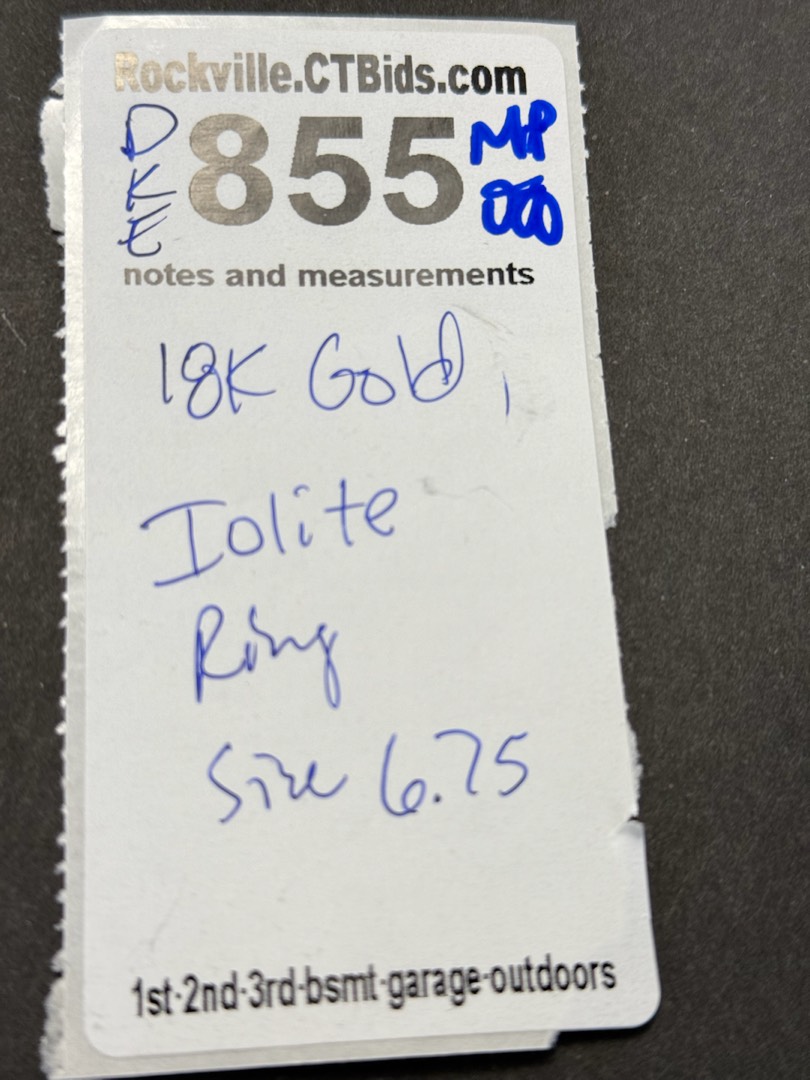 Rockville.CTBids.com
DKE
855
MP
notes and measurements
18K Gold,
Iolite
Ring
Size 6.75
1st-2nd-3rd-bsmt-garage-outdoors